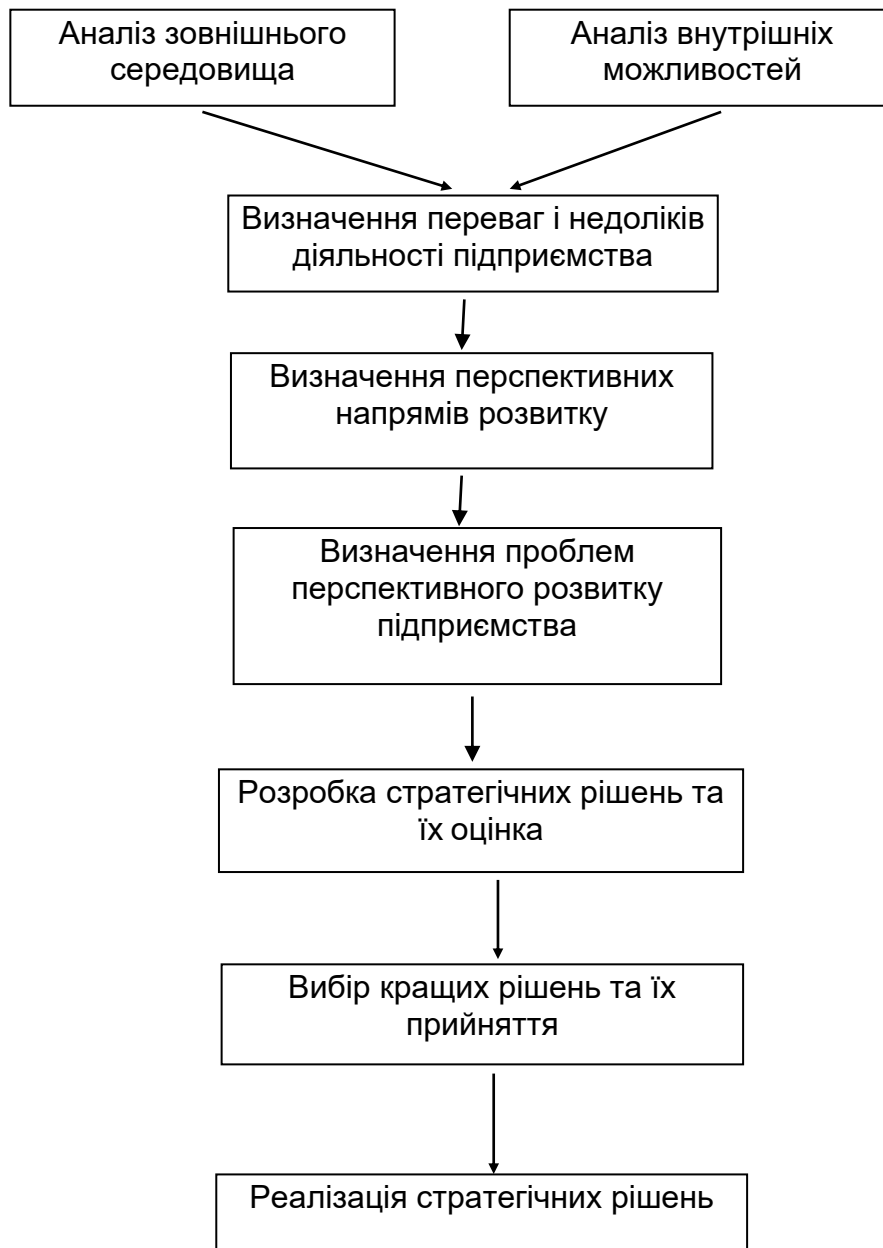 Аналіз зовнішнього
середовища
Аналіз внутрішніх
можливостей
Визначення переваг і недоліків
діяльності підприємства
Визначення перспективних
напрямів розвитку
Визначення проблем
перспективного розвитку
підприємства
Розробка стратегічних рішень та
їх оцінка
Вибір кращих рішень та їх
прийняття
Реалізація стратегічних рішень